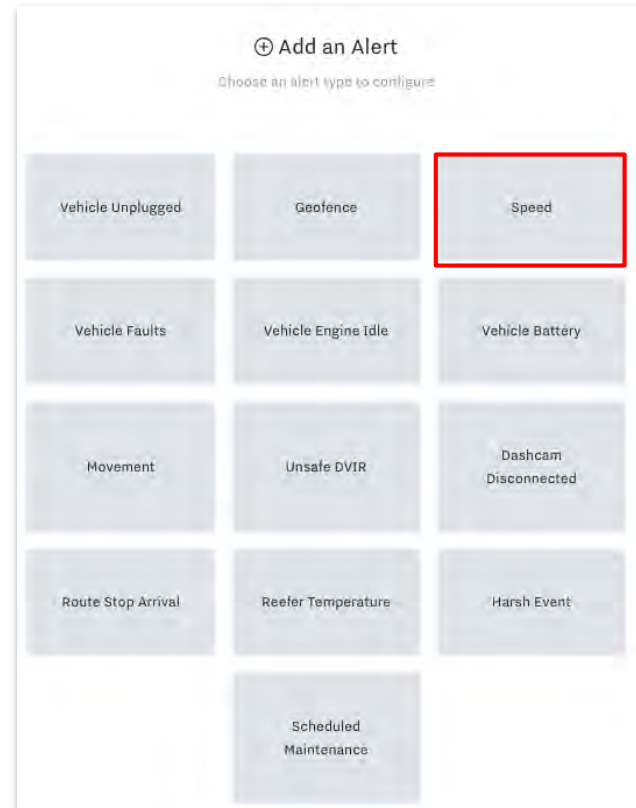 Add an Alert
Choose an alert type to configure
Vehicle Unplugged
Geofence
Speed
Vehicle Faults
Vehicle Engine Idle
Vehicle Battery
Movement
Unsafe DVIR
Dashcam
Disconnected
Route Stop Arrival
Reefer Temperature
Harsh Event
Scheduled
Maintenance